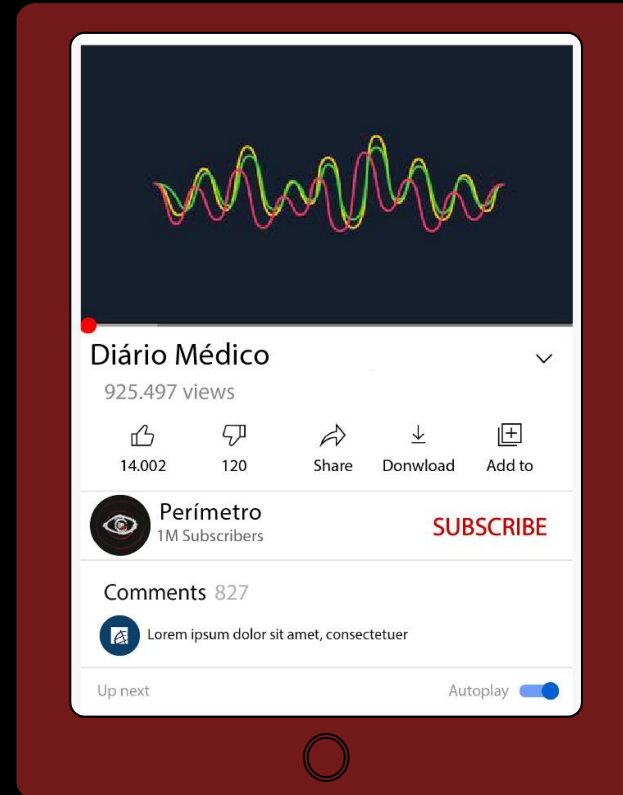 Diário Médico
925.497 views
14.002 120 Share Donwload Add to
Perímetro
1M Subscribers
SUBSCRIBE
Comments 827
Lorem ipsum dolor sit amet, consectetuer
Up next Autoplay